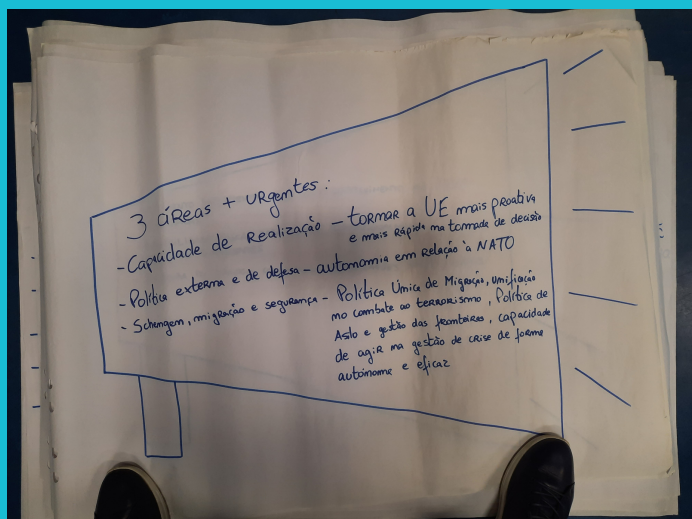 3 áreas + urgentes:
- Capacidade de Realização – tornar a UE mais proativa
e mais rápida na tomada de decisão
- Política externa e de defesa – autonomia em relação à NATO
- Schengen, migração e segurança – Política Única de Migração, unificação
no combate ao terrorismo, Política de
Asilo e gestão das fronteiras, capacidade
de agir na gestão de crise de forma
autónoma e eficaz